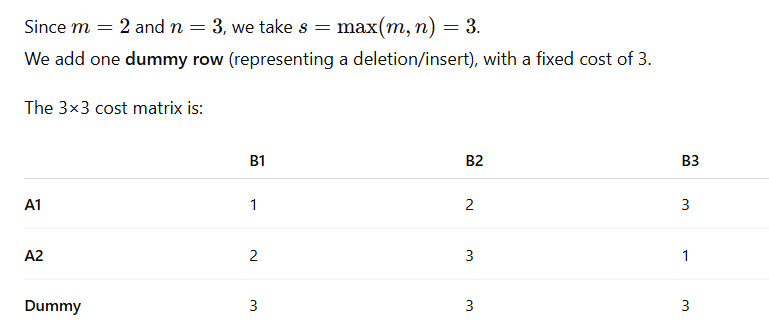 Since m = 2 and n = 3, we take s = max(m, n) = 3.
We add one dummy row (representing a deletion/insert), with a fixed cost of 3.
The 3×3 cost matrix is:
B1 B2 B3
A1 1 2 3
A2 2 3 1
Dummy 3 3 3